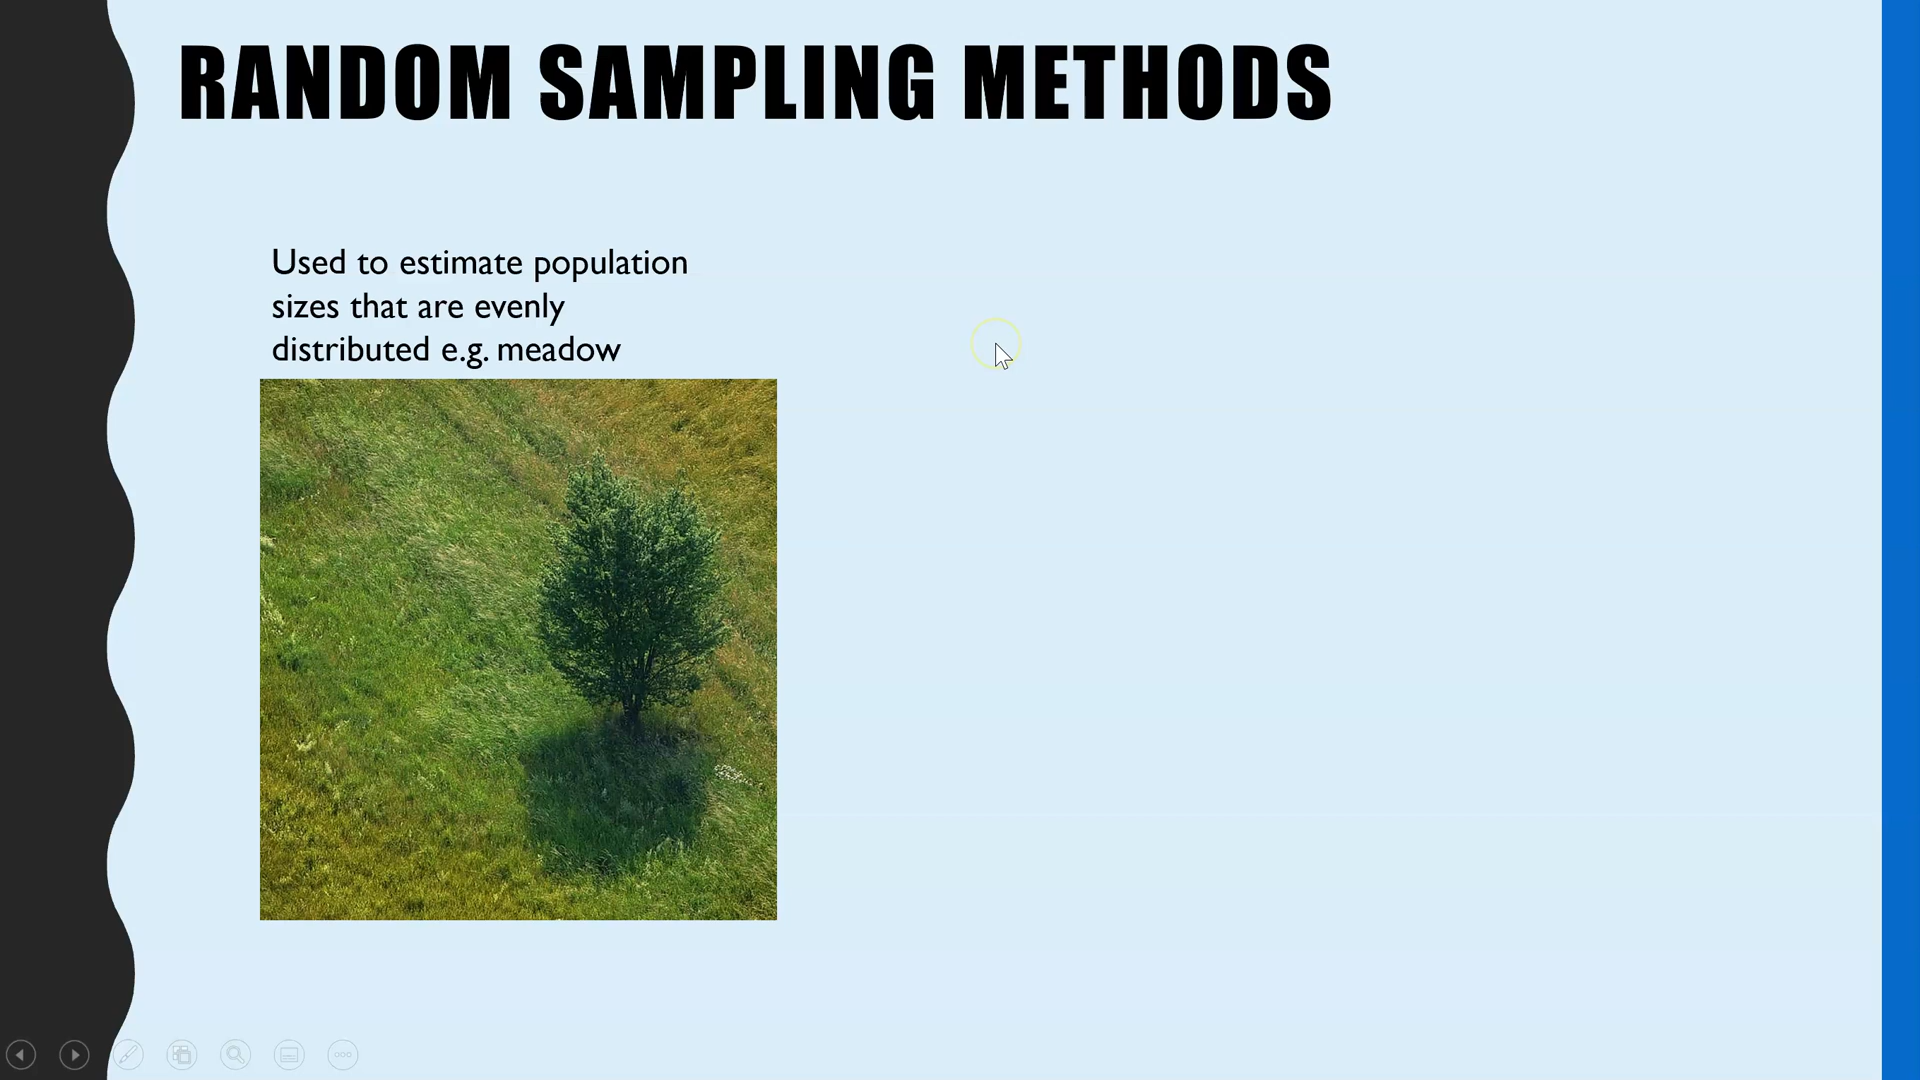 RANDOM SAMPLING METHODS
Used to estimate population
sizes that are evenly
distributed e.g. meadow